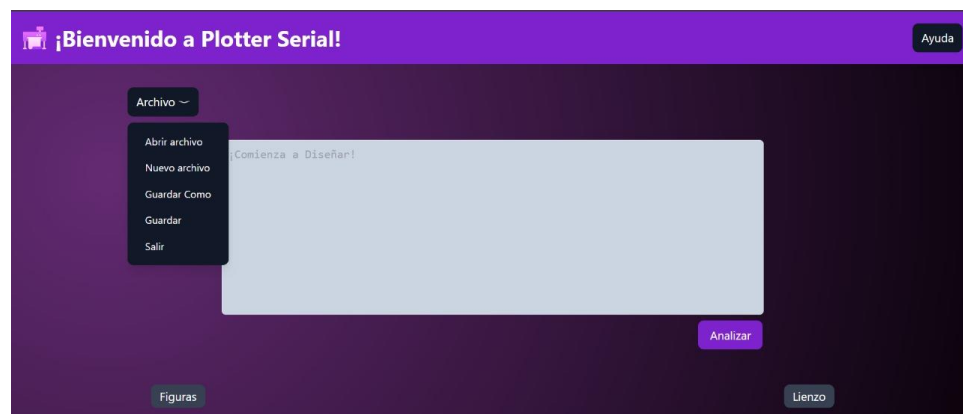 ¡Bienvenido a Plotter Serial!
Ayuda
Archivo
Abrir archivo
Nuevo archivo
Guardar Como
Guardar
Salir
¡Comienza a Diseñar!
Analizar
Figuras
Lienzo